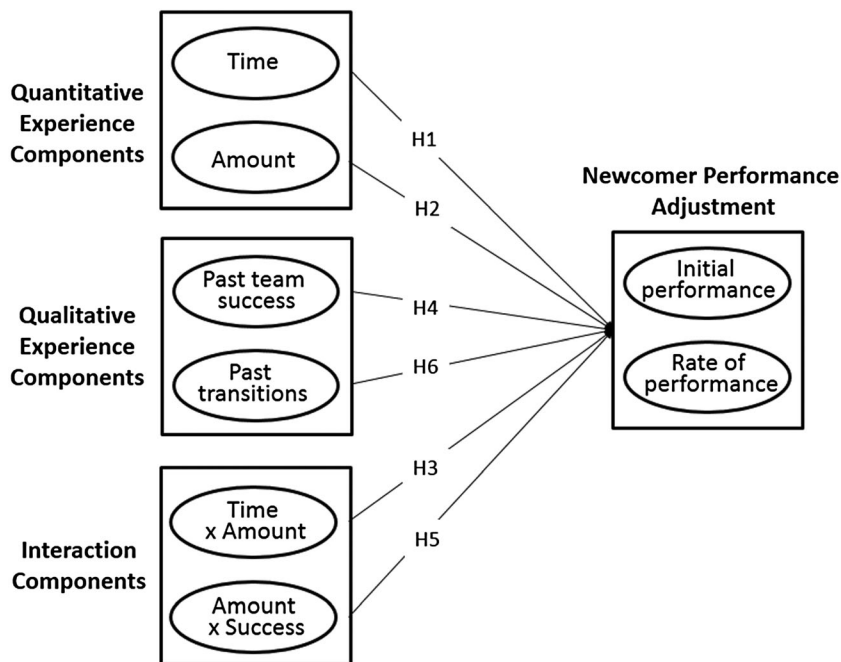 Quantitative
Experience
Components
Time
Amount
H1
H2
Qualitative
Experience
Components
Past team
success
Past
transitions
H4
H6
Interaction
Components
Time
x Amount
Amount
x Success
H3
H5
Newcomer Performance
Adjustment
Initial
performance
Rate of
performance